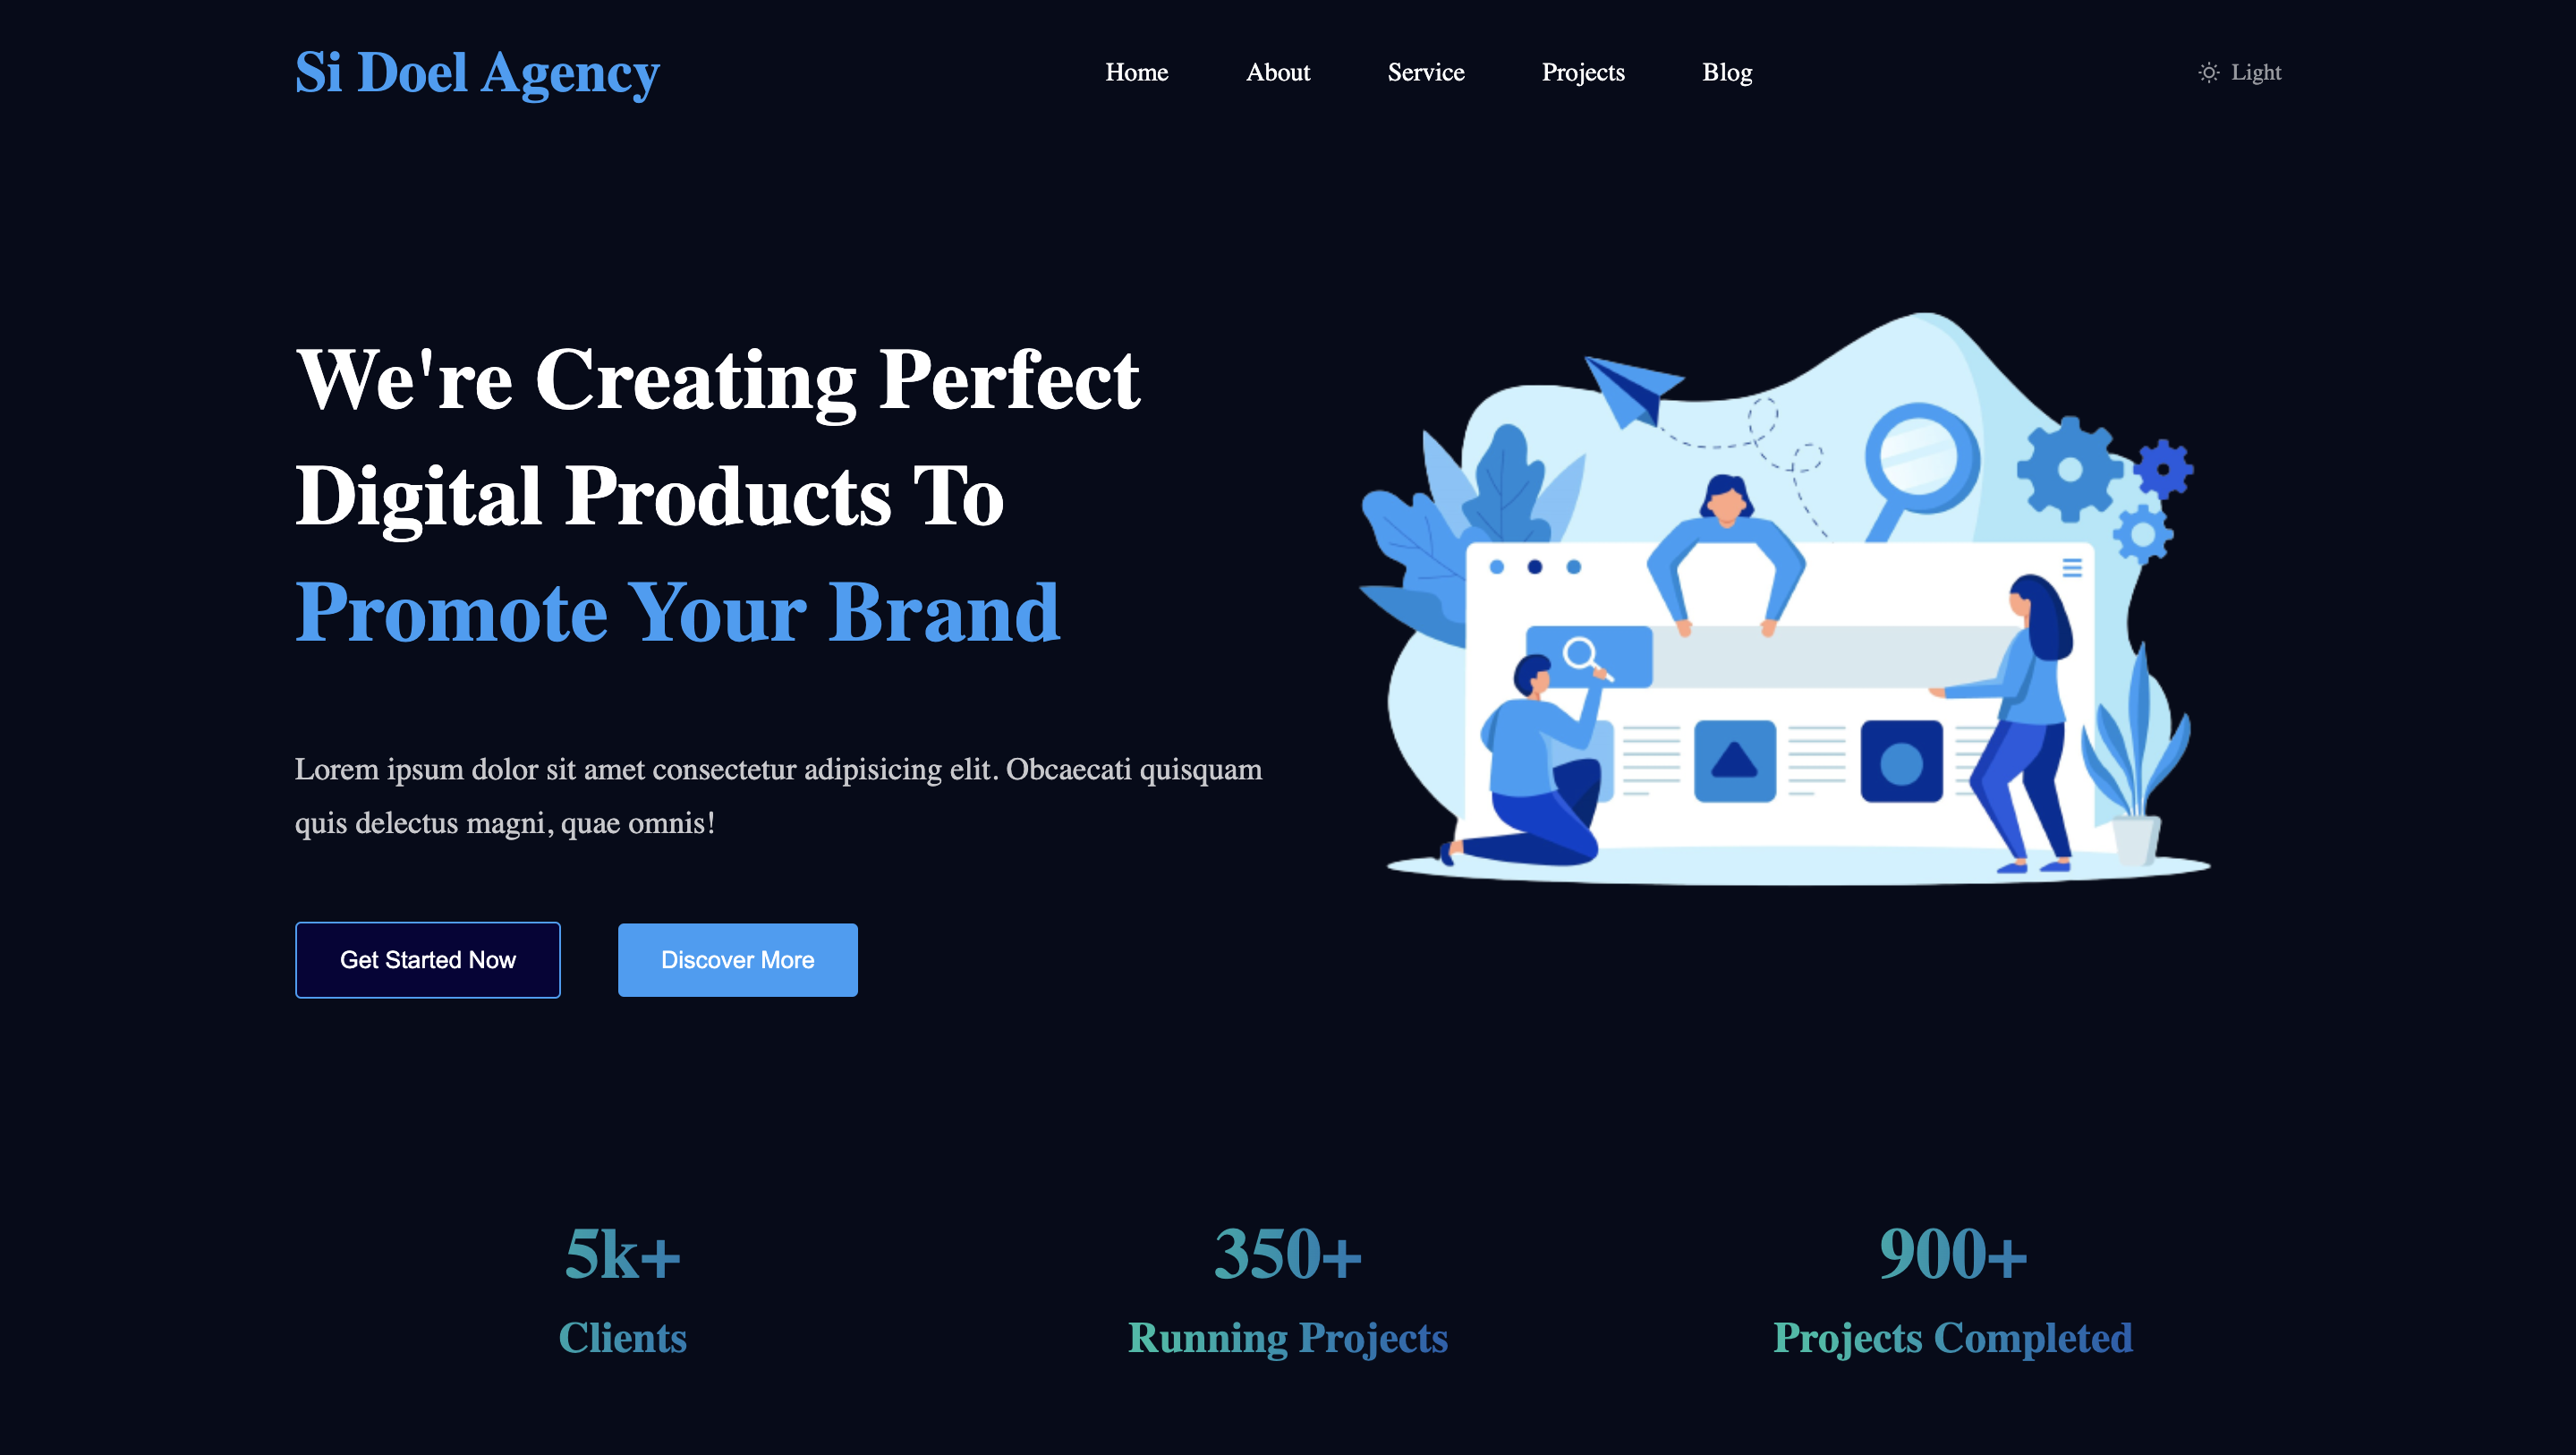 Si Doel Agency
Home About Service Projects Blog
Light
We're Creating Perfect
Digital Products To
Promote Your Brand
Lorem ipsum dolor sit amet consectetur adipisicing elit. Obcaecati quisquam
quis delectus magni, quae omnis!
Get Started Now
Discover More
5k+
Clients
350+
Running Projects
900+
Projects Completed